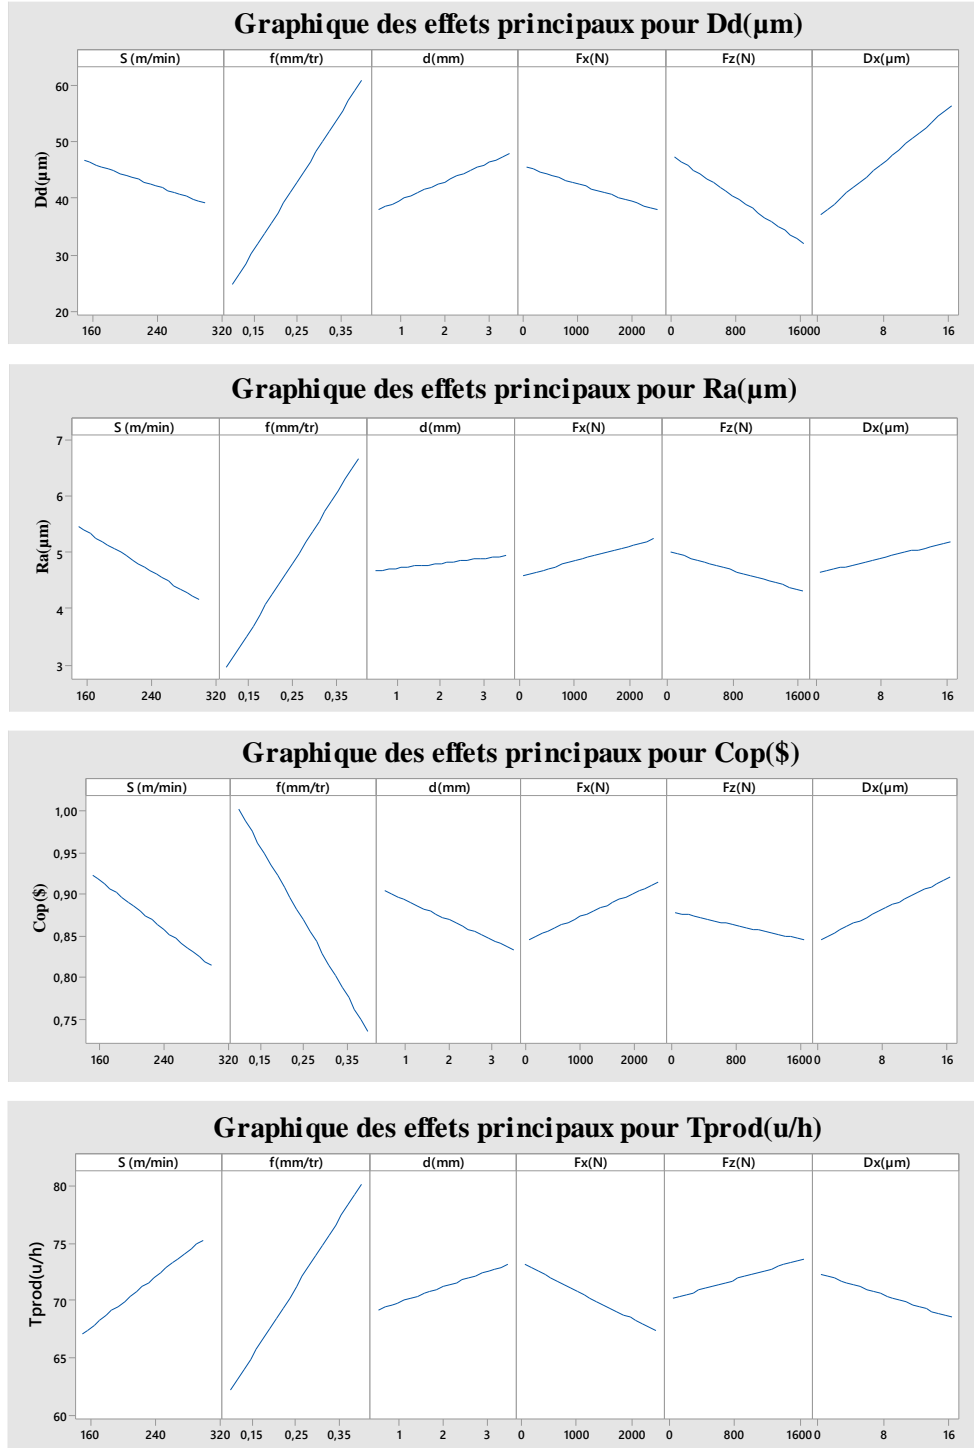 Graphique des effets principaux pour Dd(µm)
S (m/min) f(mm/tr) d(mm) Fx(N) Fz(N) Dx(µm)
60
50
40
30
20
Dd(µm)
160 240 320 0,15 0,25 0,35 1 2 3 0 1000 2000 0 800 1600 0 8 16
Graphique des effets principaux pour Ra(µm)
S (m/min) f(mm/tr) d(mm) Fx(N) Fz(N) Dx(µm)
7
6
5
4
3
Ra(µm)
160 240 320 0,15 0,25 0,35 1 2 3 0 1000 2000 0 800 1600 0 8 16
Graphique des effets principaux pour Cop($)
S (m/min) f(mm/tr) d(mm) Fx(N) Fz(N) Dx(µm)
1,00
0,95
0,90
0,85
0,80
0,75
Cop($)
160 240 320 0,15 0,25 0,35 1 2 3 0 1000 2000 0 800 1600 0 8 16
Graphique des effets principaux pour Tprod(u/h)
S (m/min) f(mm/tr) d(mm) Fx(N) Fz(N) Dx(µm)
80
75
70
65
60
Tprod(u/h)
160 240 320 0,15 0,25 0,35 1 2 3 0 1000 2000 0 800 1600 0 8 16